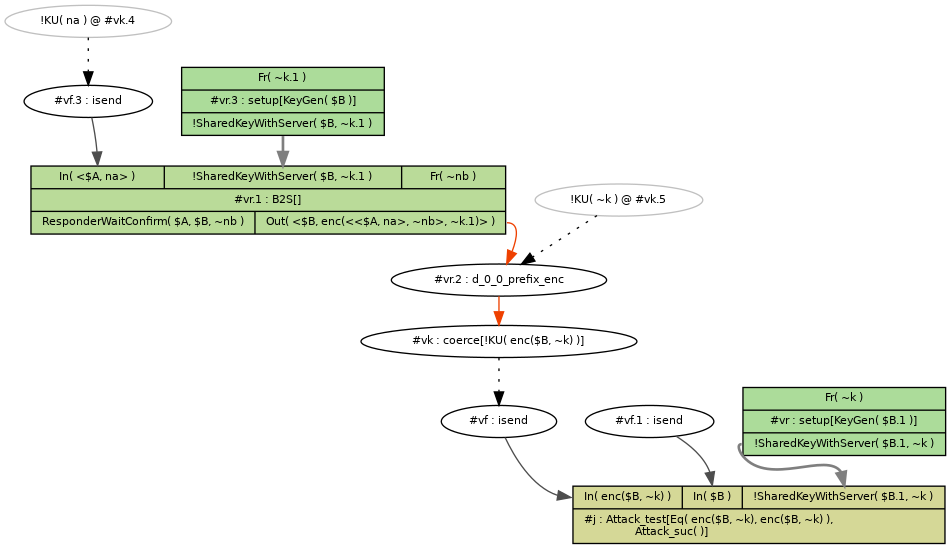 !KU( na ) @ #vk.4
Fr( ~k.1 )
#vf.3 : isend
#vr.3 : setup[KeyGen( $B )]
!SharedKeyWithServer( $B, ~k.1 )
In( <$A, na> ) !SharedKeyWithServer( $B, ~k.1 ) Fr( ~nb )
#vr.1 : B2S[]
!KU( ~k ) @ #vk.5
ResponderWaitConfirm( $A, $B, ~nb ) Out( <$B, enc(<<$A, na>, ~nb>, ~k.1)> )
#vr.2 : d_0_0_prefix_enc
#vk : coerce[!KU( enc($B, ~k) )]
Fr( ~k )
#vf : isend
#vf.1 : isend
#vr : setup[KeyGen( $B.1 )]
!SharedKeyWithServer( $B.1, ~k )
In( enc($B, ~k) ) In( $B ) !SharedKeyWithServer( $B.1, ~k )
#j : Attack_test[Eq( enc($B, ~k), enc($B, ~k) ),
Attack_suc( )]